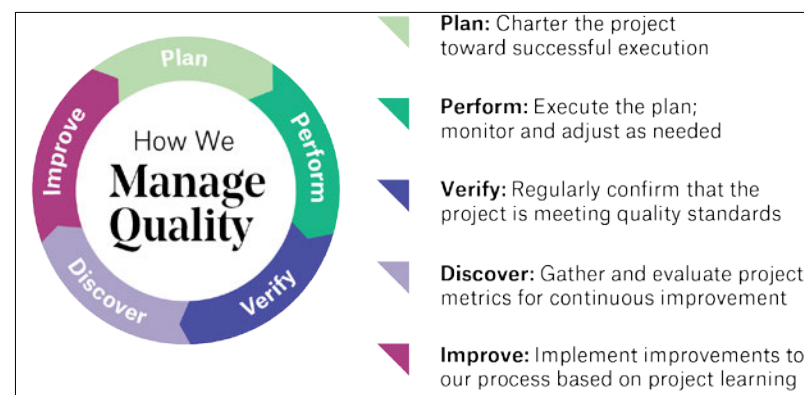 Plan
Perform
Verify
Discover
Improve
How We
Manage
Quality
Plan: Charter the project
toward successful execution
Perform: Execute the plan;
monitor and adjust as needed
Verify: Regularly confirm that the
project is meeting quality standards
Discover: Gather and evaluate project
metrics for continuous improvement
Improve: Implement improvements to
our process based on project learning